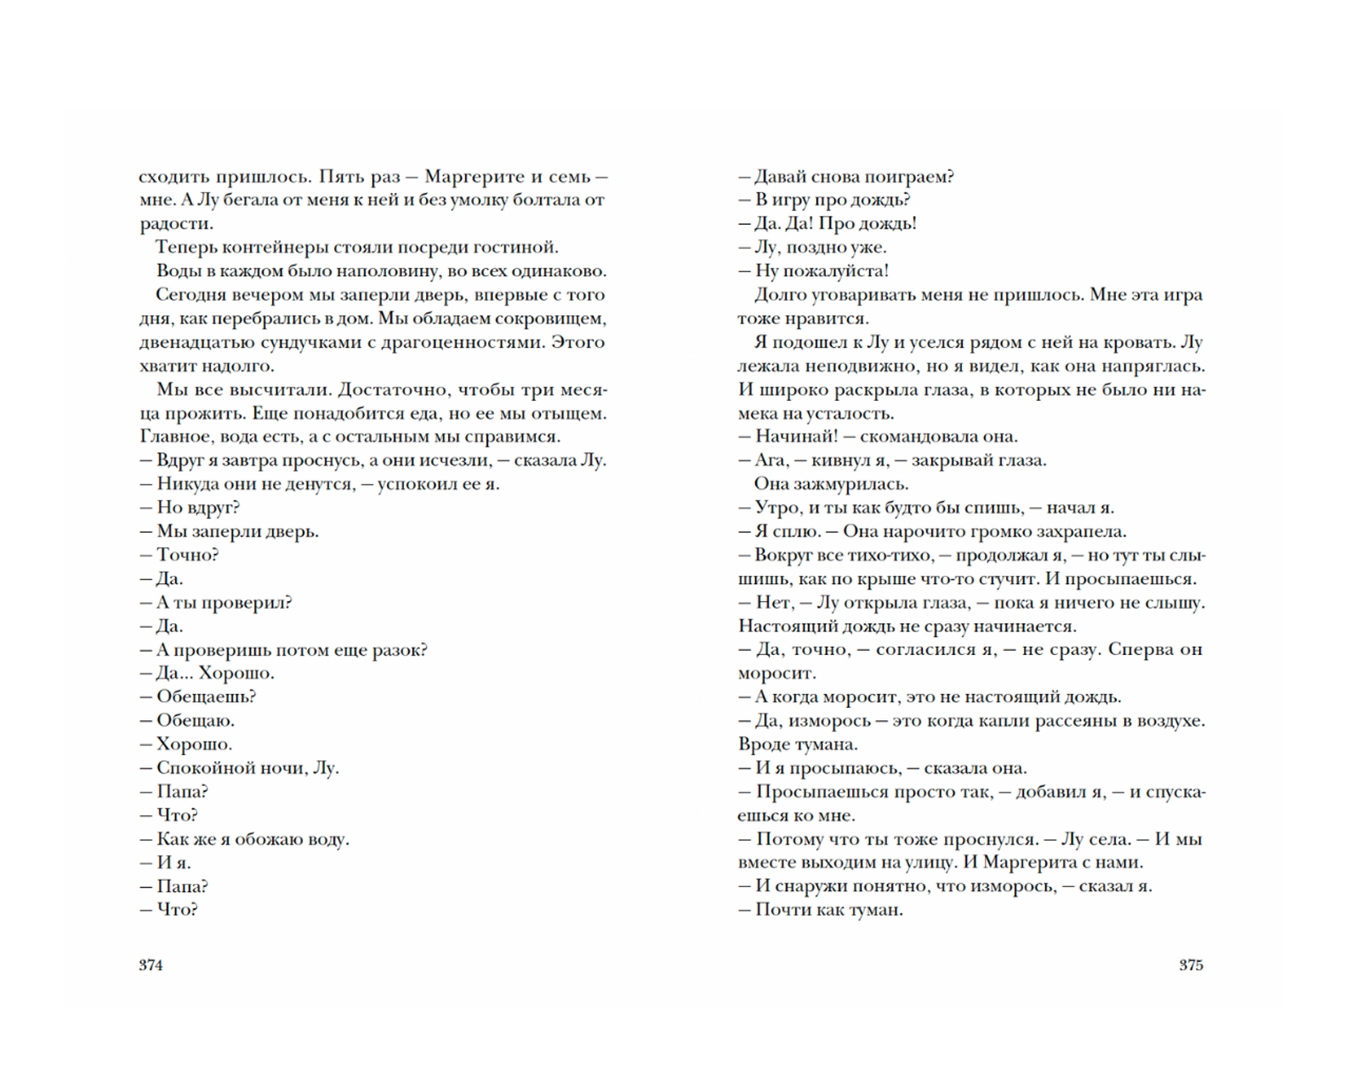 сходить пришлось. Пять раз — Маргерите и семь —
мне. А Лу бегала от меня к ней и без умолку болтала от
радости.
Теперь контейнеры стояли посреди гостиной.
Воды в каждом было наполовину, во всех одинаково.
Сегодня вечером мы заперли дверь, впервые с того
дня, как перебрались в дом. Мы обладаем сокровищем,
двенадцатью сундучками с драгоценностями. Этого
хватит надолго.
Мы все высчитали. Достаточно, чтобы три меся-
ца прожить. Еще понадобится еда, но ее мы отыщем.
Главное, вода есть, а с остальным мы справимся.
— Вдруг я завтра проснусь, а они исчезли, — сказала Лу.
— Никуда они не денутся, — успокоил ее я.
— Но вдруг?
— Мы заперли дверь.
— Точно?
— Да.
— А ты проверил?
— Да.
— А проверишь потом еще разок?
— Да... Хорошо.
— Обещаешь?
— Обещаю.
— Хорошо.
— Спокойной ночи, Лу.
— Папа?
— Что?
— Как же я обожаю воду.
— И я.
— Папа?
— Что?
374
— Давай снова поиграем?
— В игру про дождь?
— Да. Да! Про дождь!
— Лу, поздно уже.
— Ну пожалуйста!
Долго уговаривать меня не пришлось. Мне эта игра
тоже нравится.
Я подошел к Лу и уселся рядом с ней на кровать. Лу
лежала неподвижно, но я видел, как она напряглась.
И широко раскрыла глаза, в которых не было ни на-
мека на усталость.
— Начинай! — скомандовала она.
— Ага, — кивнул я, — закрывай глаза.
Она зажмурилась.
— Утро, и ты как будто бы спишь, — начал я.
— Я сплю. — Она нарочито громко захрапела.
— Вокруг все тихо-тихо, — продолжал я, — но тут ты слы-
шишь, как по крыше что-то стучит. И просыпаешься.
— Нет, — Лу открыла глаза, — пока я ничего не слышу.
Настоящий дождь не сразу начинается.
— Да, точно, — согласился я, — не сразу. Сперва он
моросит.
— А когда моросит, это не настоящий дождь.
— Да, изморось — это когда капли рассеяны в воздухе.
Вроде тумана.
— И я просыпаюсь, — сказала она.
— Просыпаешься просто так, — добавил я, — и спуска-
ешься ко мне.
— Потому что ты тоже проснулся. — Лу села. — И мы
вместе выходим на улицу. И Маргерита с нами.
— И снаружи понятно, что изморось, — сказал я.
— Почти как туман.
375